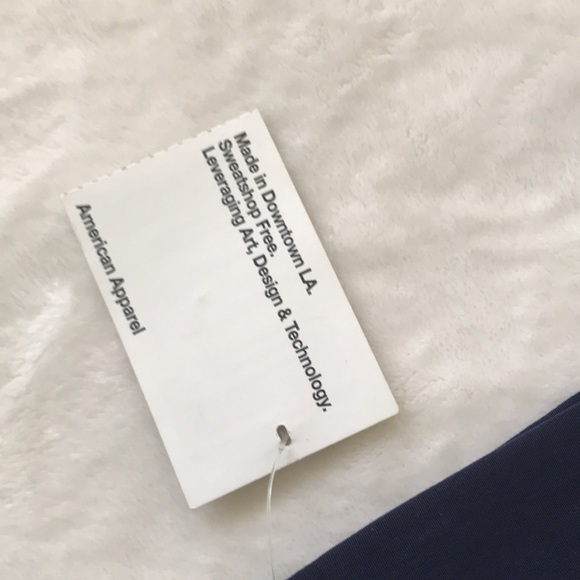 Made in Downtown LA.
Sweatshop Free.
Leveraging Art, Design & Technology.
American Apparel